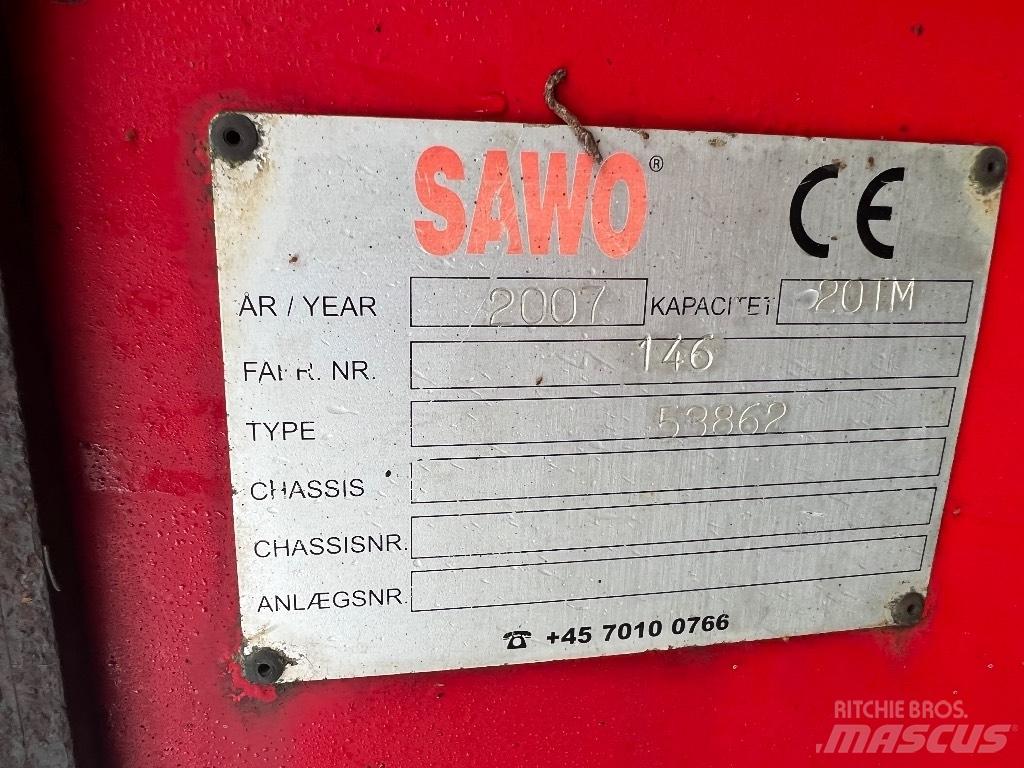 SAWO®
CE
ÅR / YEAR 2007 KAPACITET 20TM
FABR. NR. 146
TYPE 53862
CHASSIS
CHASSISNR.
ANLÆGSNR.
☎ +45 7010 0766
RITCHIE BROS.
MASCUS